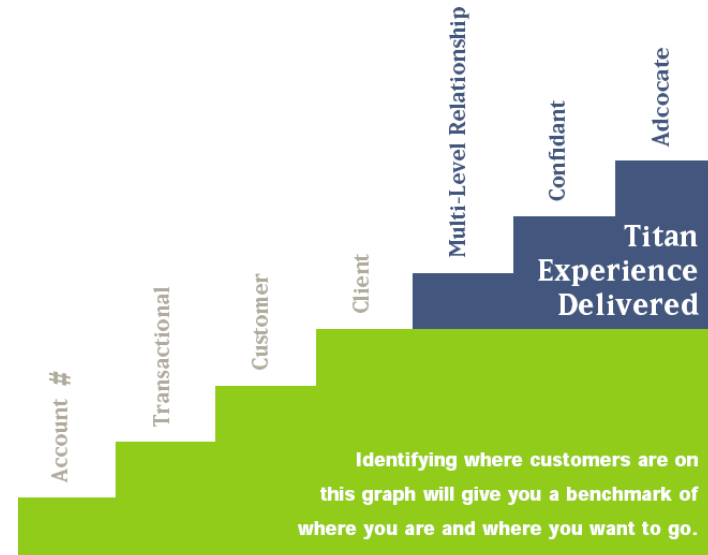 Account #
Transactional
Customer
Client
Multi-Level Relationship
Confidant
Adcocate
Titan
Experience
Delivered
Identifying where customers are on
this graph will give you a benchmark of
where you are and where you want to go.